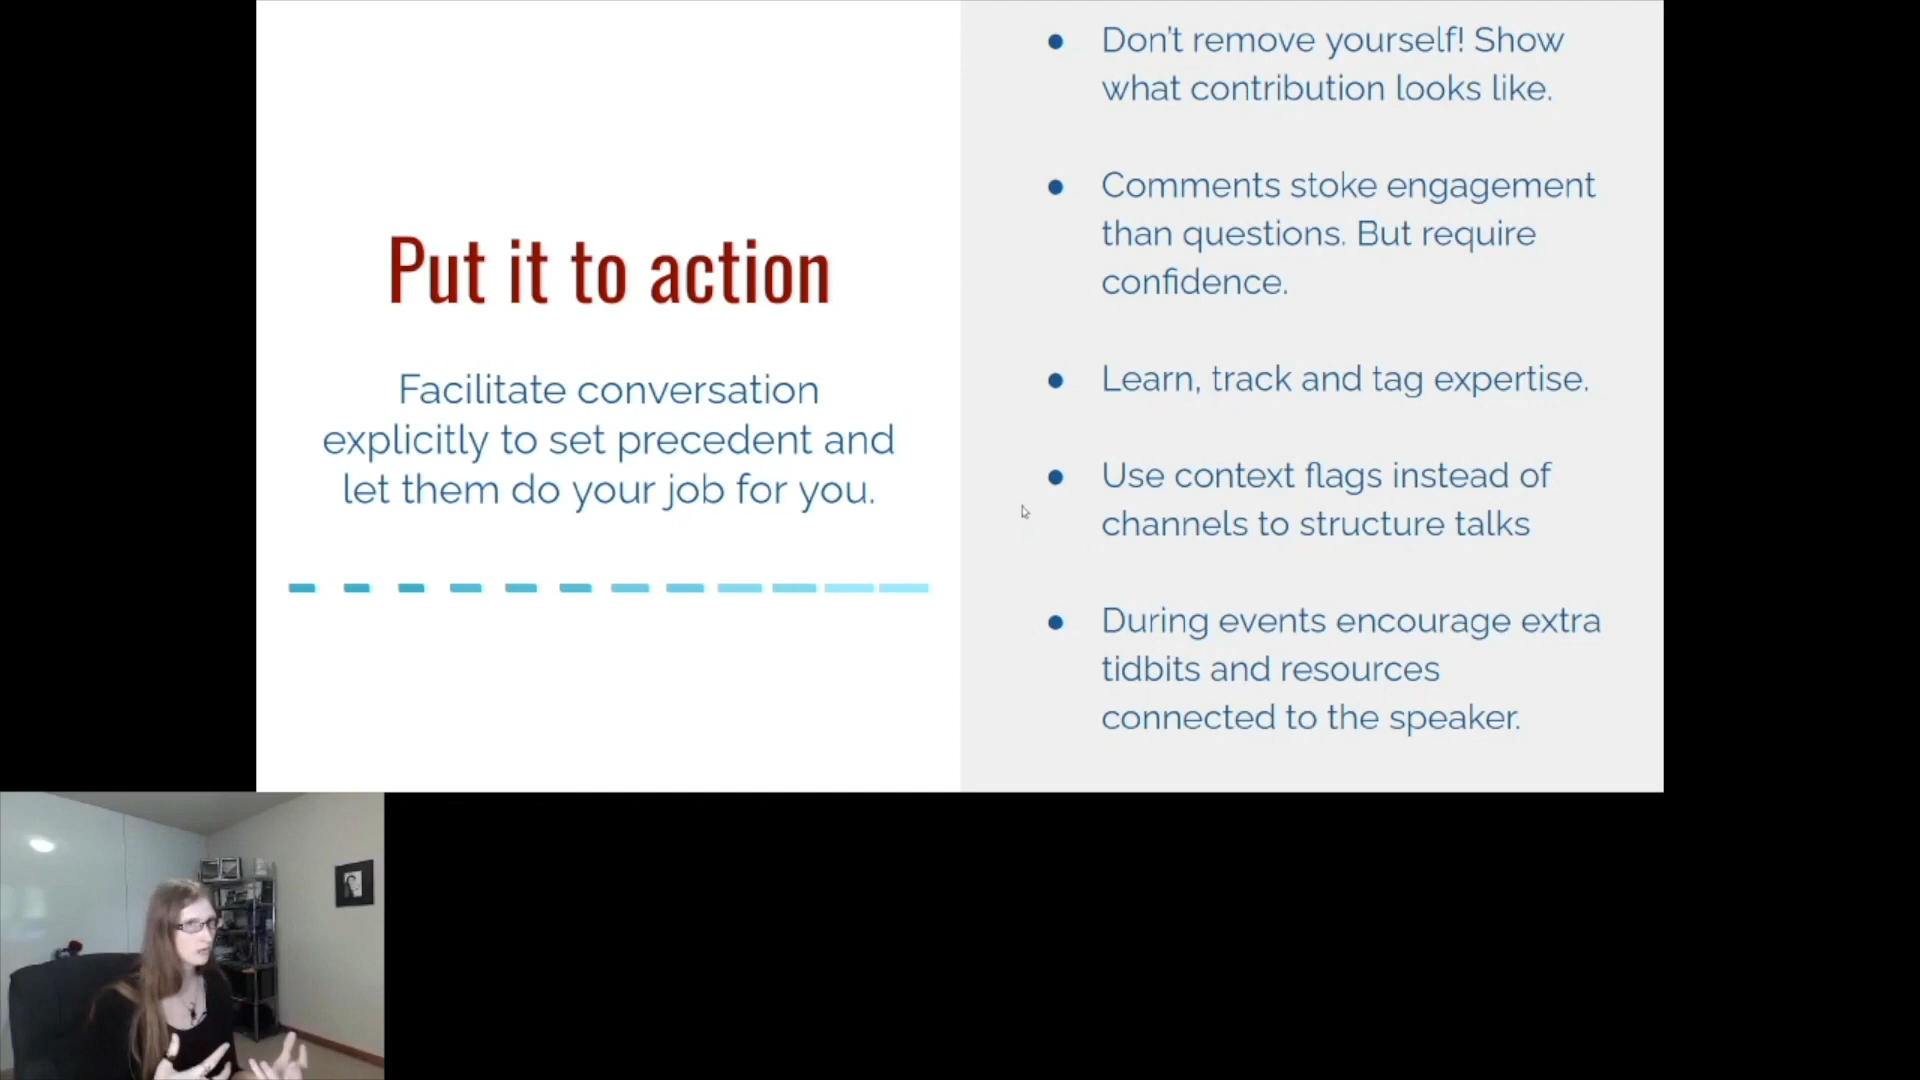 Put it to action
Facilitate conversation
explicitly to set precedent and
let them do your job for you.
Don't remove yourself! Show
what contribution looks like.
Comments stoke engagement
than questions. But require
confidence.
Learn, track and tag expertise.
Use context flags instead of
channels to structure talks
During events encourage extra
tidbits and resources
connected to the speaker.